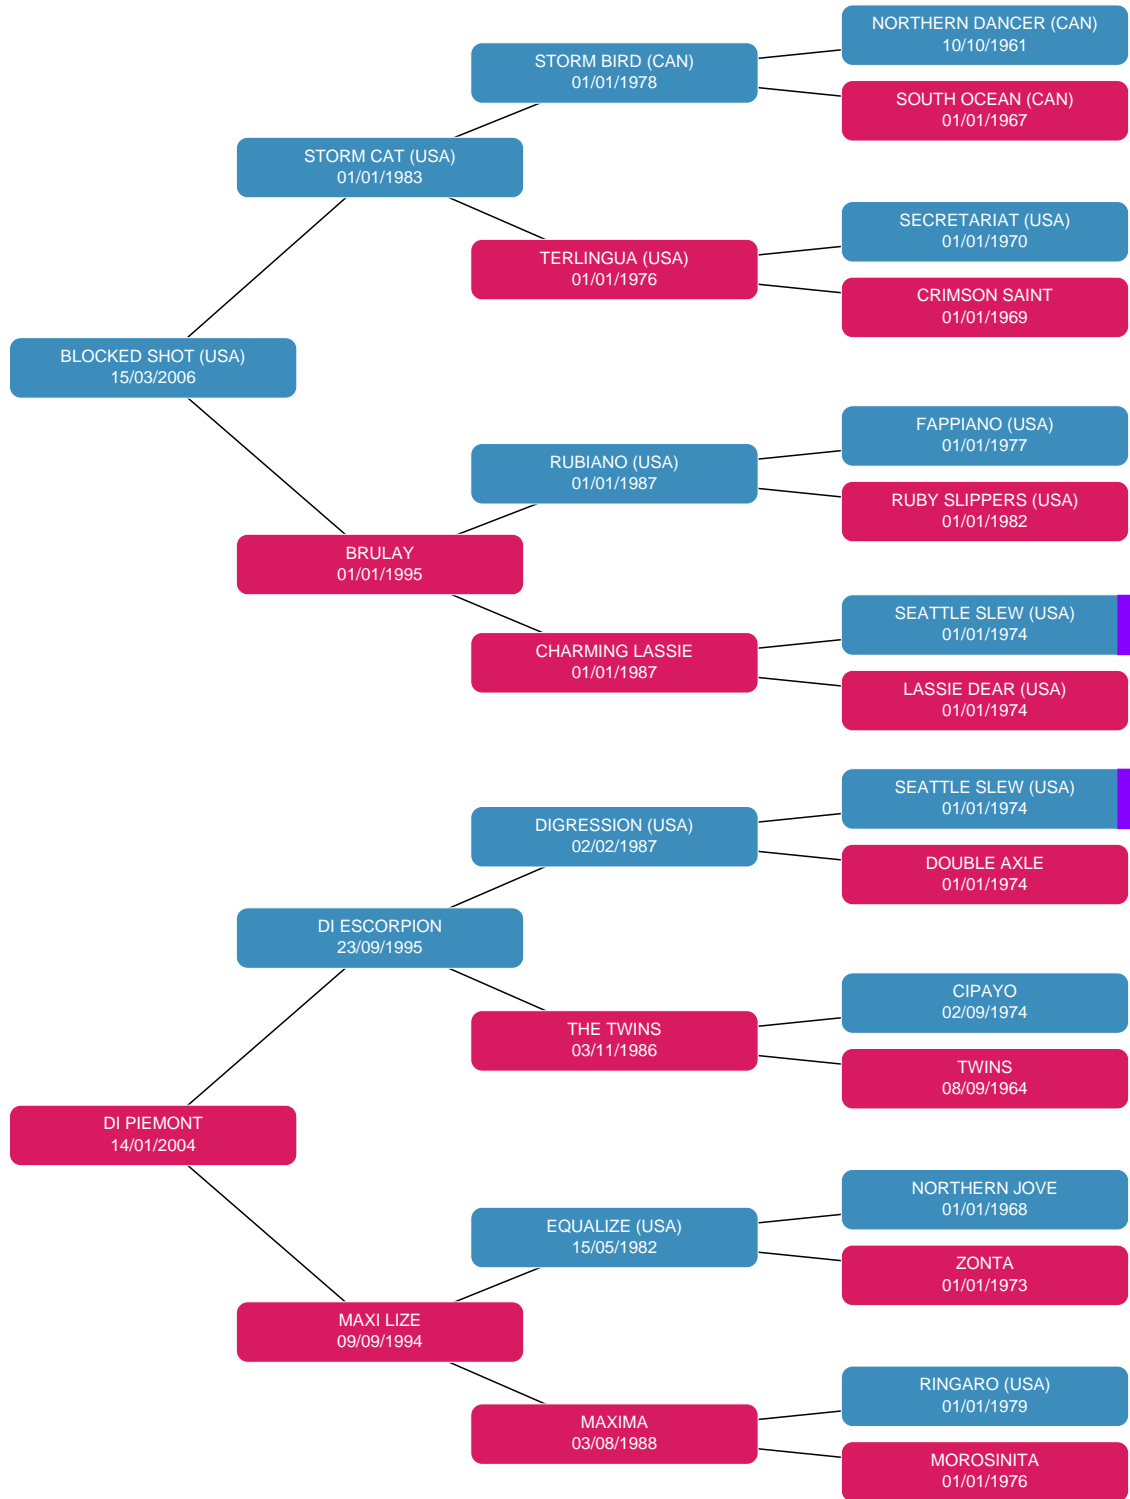 NORTHERN DANCER (CAN)
10/10/1961
STORM BIRD (CAN)
01/01/1978
SOUTH OCEAN (CAN)
01/01/1967
STORM CAT (USA)
01/01/1983
SECRETARIAT (USA)
01/01/1970
TERLINGUA (USA)
01/01/1976
CRIMSON SAINT
01/01/1969
BLOCKED SHOT (USA)
15/03/2006
FAPPIANO (USA)
01/01/1977
RUBIANO (USA)
01/01/1987
RUBY SLIPPERS (USA)
01/01/1982
BRULAY
01/01/1995
SEATTLE SLEW (USA)
01/01/1974
CHARMING LASSIE
01/01/1987
LASSIE DEAR (USA)
01/01/1974
SEATTLE SLEW (USA)
01/01/1974
DIGRESSION (USA)
02/02/1987
DOUBLE AXLE
01/01/1974
DI ESCORPION
23/09/1995
CIPAYO
02/09/1974
THE TWINS
03/11/1986
TWINS
08/09/1964
DI PIEMONT
14/01/2004
NORTHERN JOVE
01/01/1968
EQUALIZE (USA)
15/05/1982
ZONTA
01/01/1973
MAXI LIZE
09/09/1994
RINGARO (USA)
01/01/1979
MAXIMA
03/08/1988
MOROSINITA
01/01/1976